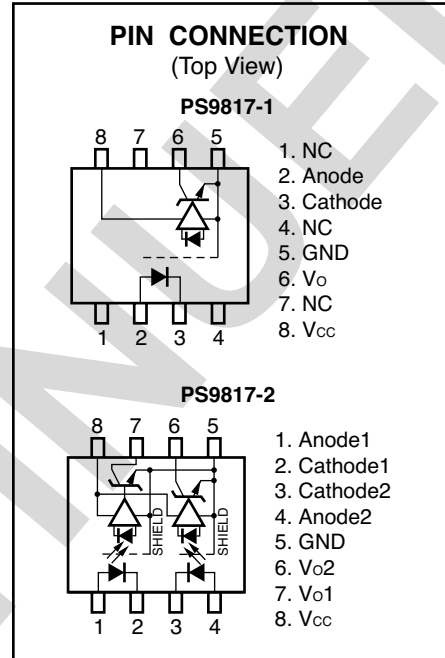 PIN CONNECTION
(Top View)
PS9817-1
8 7 6 5
1. NC
2. Anode
3. Cathode
4. NC
5. GND
6. VO
7. NC
8. VCC
1 2 3 4
PS9817-2
8 7 6 5
SHIELD
SHIELD
1. Anode1
2. Cathode1
3. Cathode2
4. Anode2
5. GND
6. VO2
7. VO1
8. VCC
1 2 3 4